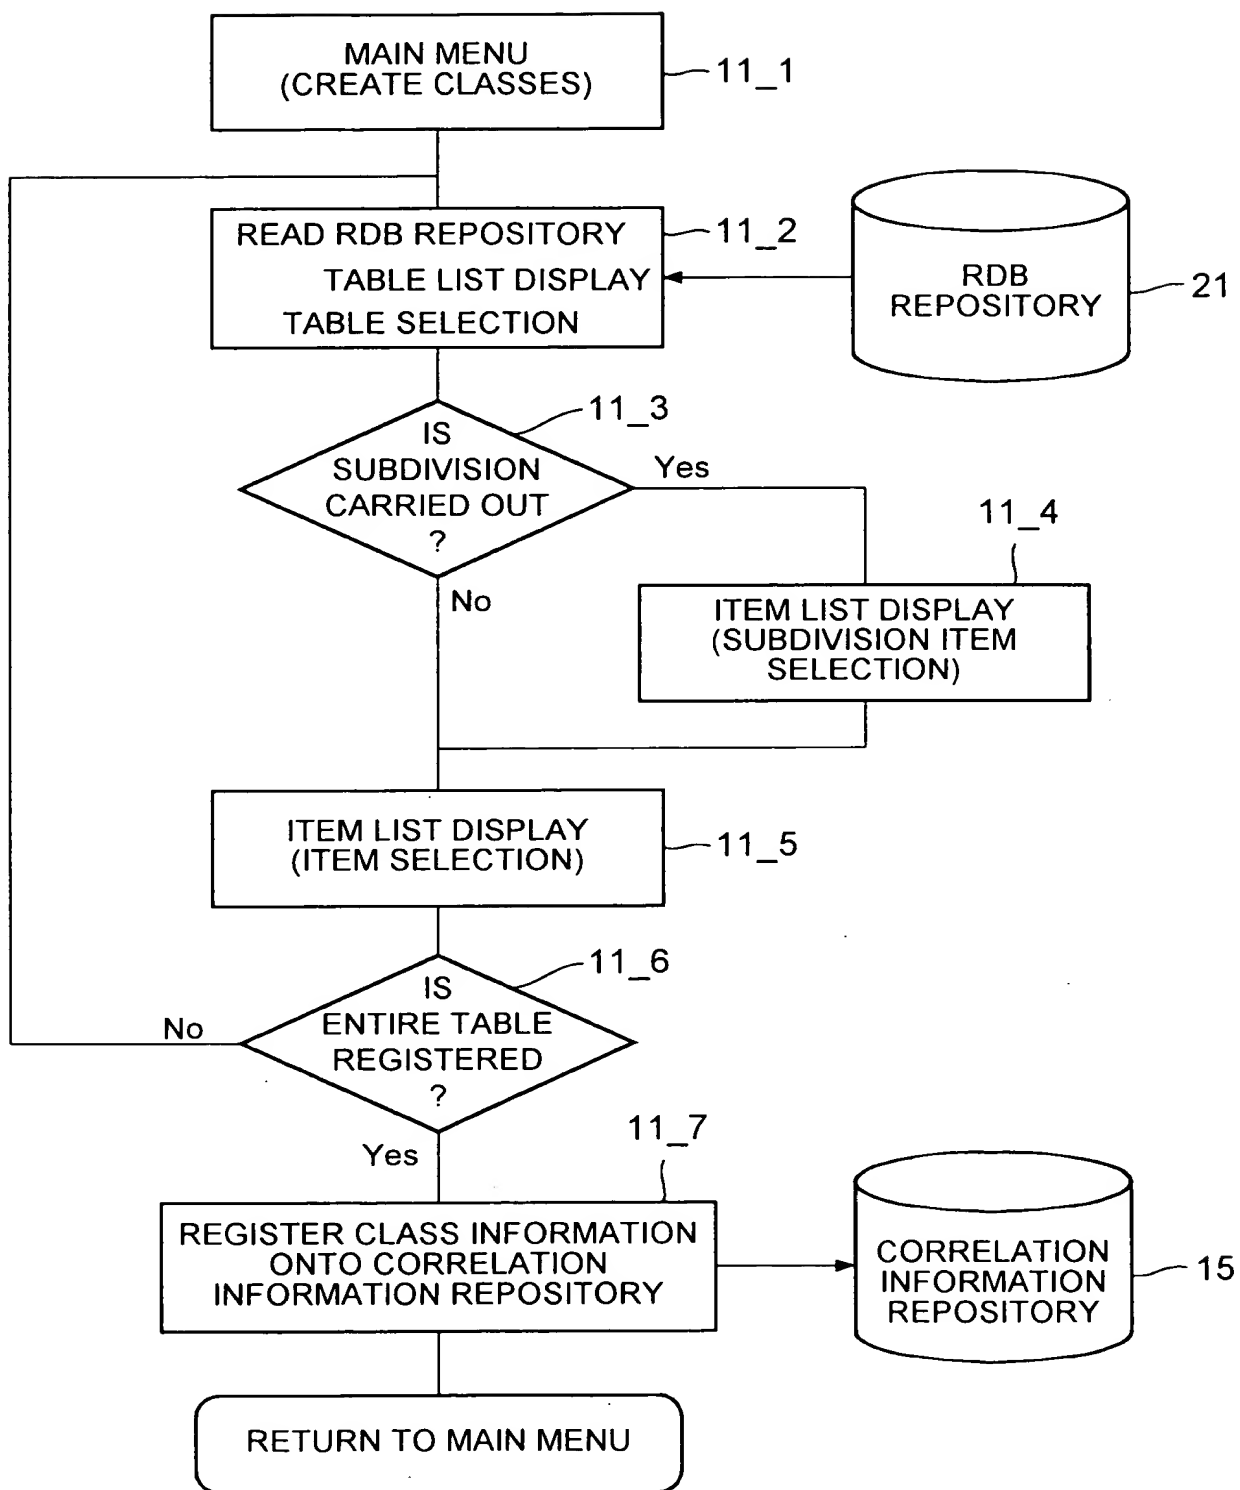 MAIN MENU
(CREATE CLASSES)
11_1
READ RDB REPOSITORY
TABLE LIST DISPLAY
TABLE SELECTION
11_2
RDB
REPOSITORY
21
11_3
IS
SUBDIVISION
CARRIED OUT
?
Yes
No
11_4
ITEM LIST DISPLAY
(SUBDIVISION ITEM
SELECTION)
ITEM LIST DISPLAY
(ITEM SELECTION)
11_5
11_6
IS
ENTIRE TABLE
REGISTERED
?
No
Yes
11_7
REGISTER CLASS INFORMATION
ONTO CORRELATION
INFORMATION REPOSITORY
CORRELATION
INFORMATION
REPOSITORY
15
RETURN TO MAIN MENU